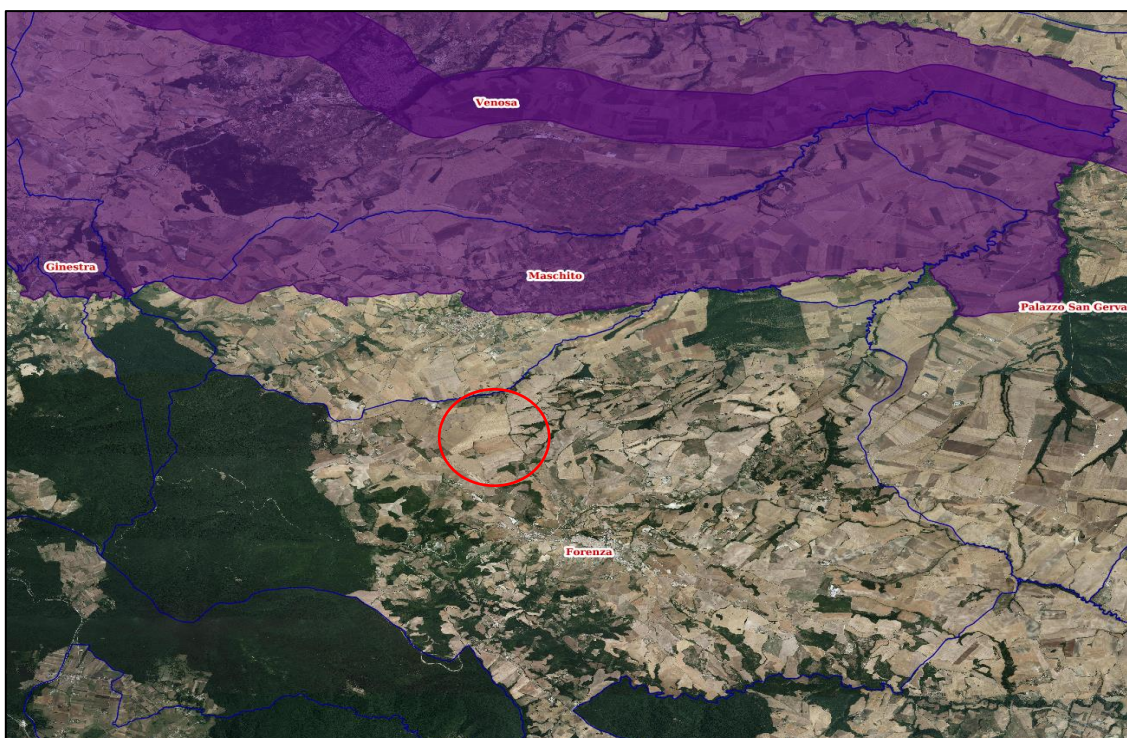 Venosa
Ginestra
Maschito
Palazzo San Gerva
Forenza